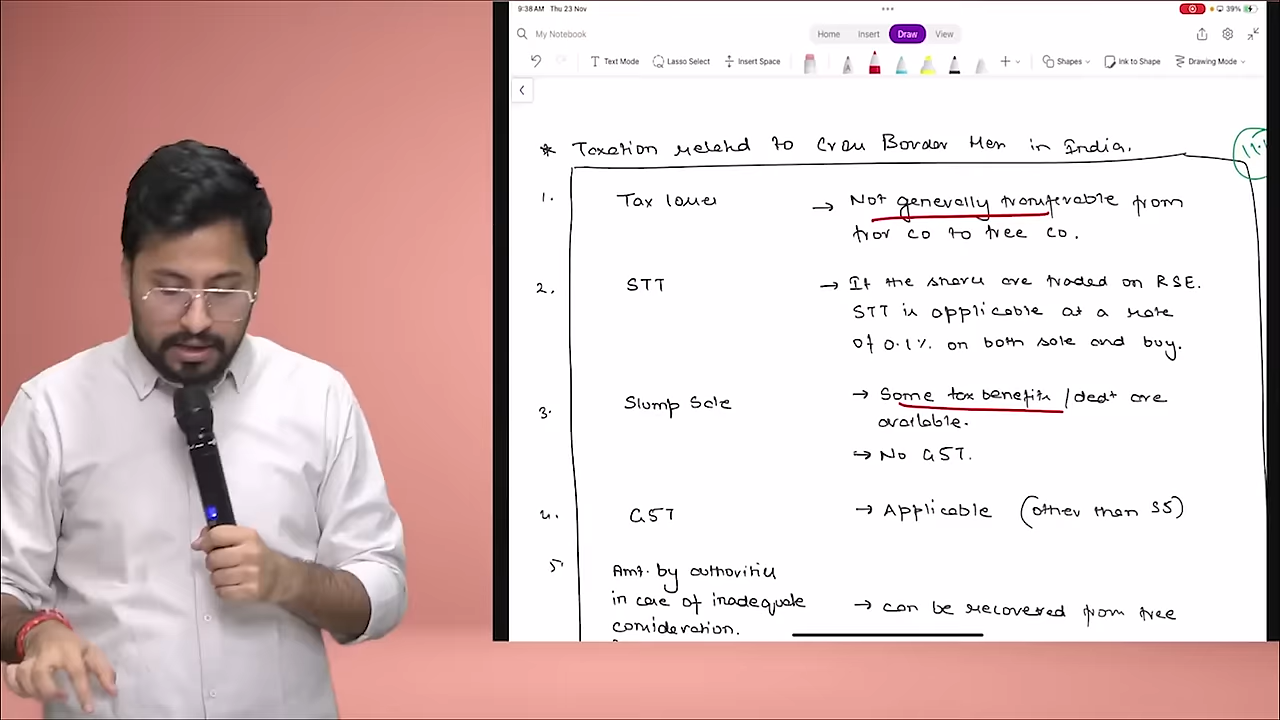 9:38 AM Thu 23 Nov
39%
My Notebook
Home Insert Draw View
Text Mode Lasso Select Insert Space Shapes Ink to Shape Drawing Mode
* Taxation related to Cross Border Mer in India.
1. Tax losses → Not generally transferable from
tror co to tree co.
2. STT → If the shares are traded on RSE.
STT is applicable at a rate
of 0.1% on both sale and buy.
3. Slump Sale → Some tax benefits / dedt are
available.
→ No GST.
4. GST → Applicable (other than SS)
5. Amt. by authorities
in case of inadequate → can be recovered from tree
consideration.